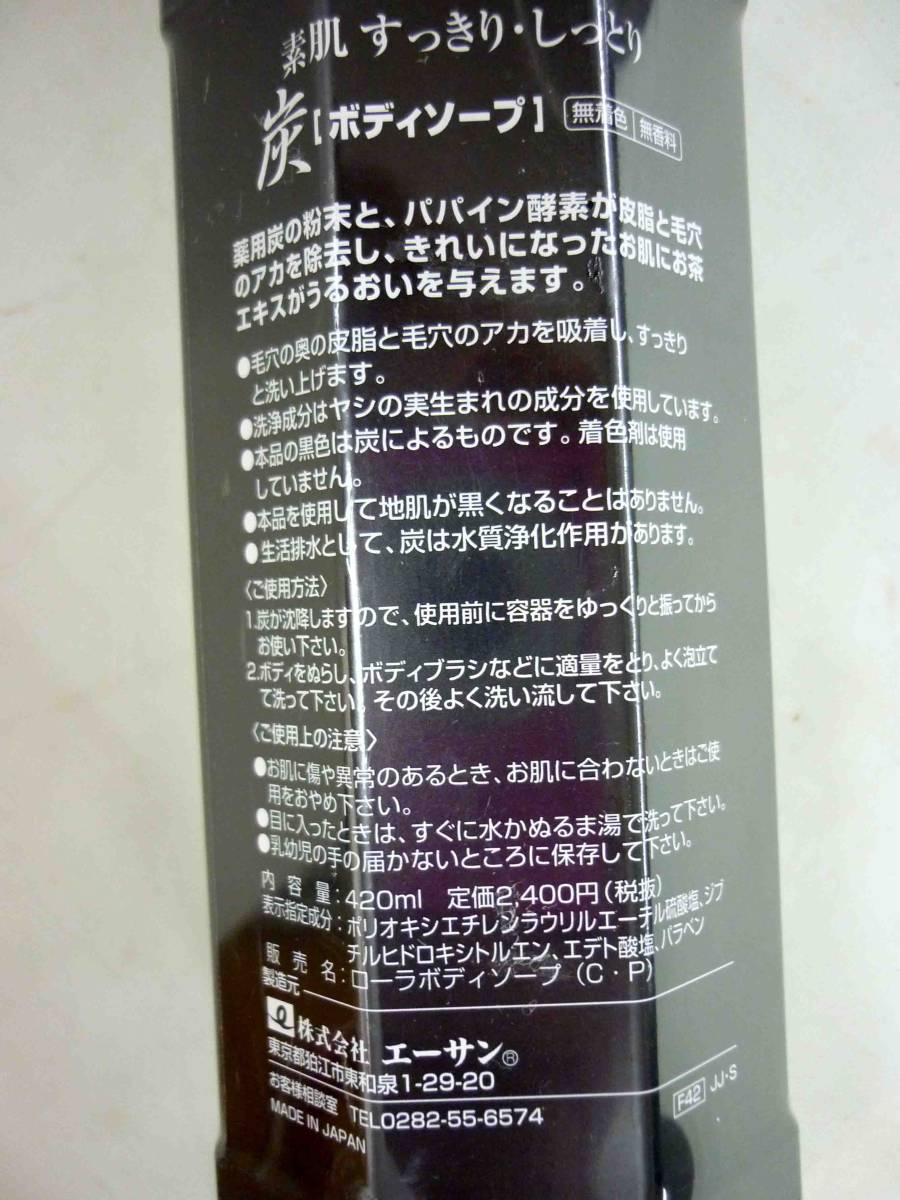 素肌 すっきり・しっとり
炭 [ボディソープ] 無着色 無香料
薬用炭の粉末と、パパイン酵素が皮脂と毛穴
のアカを除去し、きれいになったお肌にお茶
エキスがうるおいを与えます。
●毛穴の奥の皮脂と毛穴のアカを吸着し、すっきり
と洗い上げます。
●洗浄成分はヤシの実生まれの成分を使用しています。
●本品の黒色は炭によるものです。着色剤は使用
していません。
●本品を使用して地肌が黒くなることはありません。
●生活排水として、炭は水質浄化作用があります。
〈ご使用方法〉
1.炭が沈降しますので、使用前に容器をゆっくりと振ってから
お使い下さい。
2.ボディをぬらし、ボディブラシなどに適量をとり、よく泡立て
て洗って下さい。その後よく洗い流して下さい。
〈ご使用上の注意〉
●お肌に傷や異常のあるとき、お肌に合わないときはご使
用をおやめ下さい。
●目に入ったときは、すぐに水かぬるま湯で洗って下さい。
●乳幼児の手の届かないところに保存して下さい。
内容量:420ml 定価2,400円(税抜)
表示指定成分:ポリオキシエチレンラウリルエーテル硫酸塩、ジブ
チルヒドロキシトルエン、エデト酸塩、パラベン
販売名:ローラボディソープ(C・P)
製造元
e 株式会社 エーサン®
東京都狛江市東和泉1-29-20
お客様相談室 TEL0282-55-6574
MADE IN JAPAN
F42 JJ・S